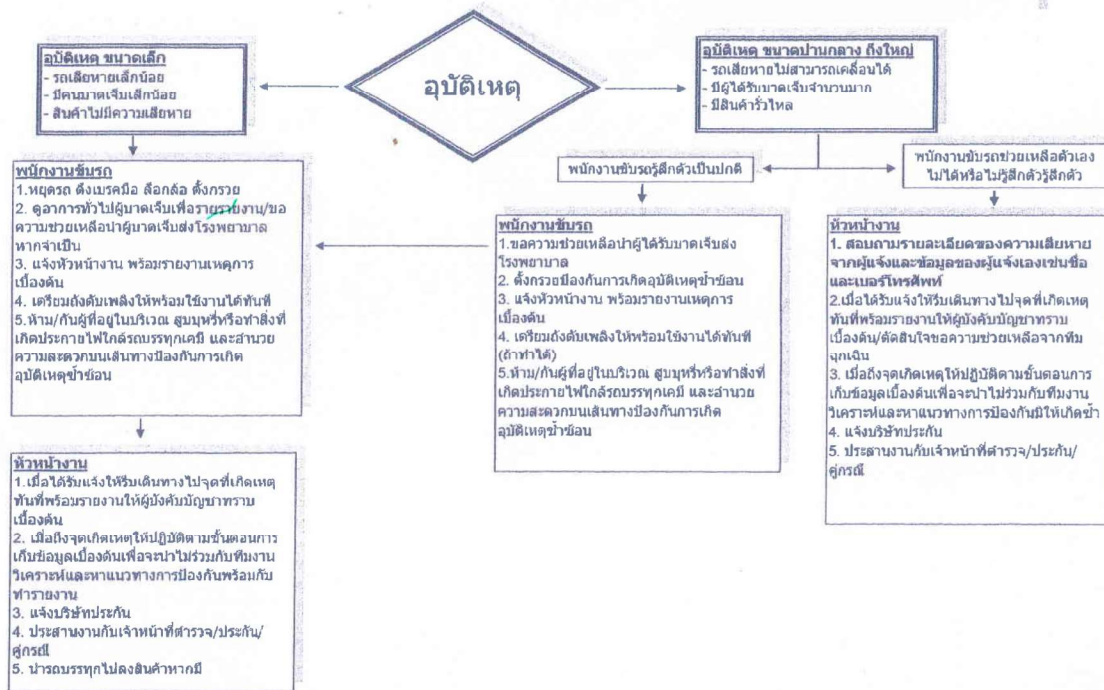 อุบัติเหตุ
อุบัติเหตุ ขนาดเล็ก
- รถเสียหายเล็กน้อย
- มีคนบาดเจ็บเล็กน้อย
- สินค้าไม่มีความเสียหาย
อุบัติเหตุ ขนาดปานกลาง ถึงใหญ่
- รถเสียหายไม่สามารถเคลื่อนได้
- มีผู้ได้รับบาดเจ็บจำนวนมาก
- มีสินค้ารั่วไหล
พนักงานขับรถ
1.หยุดรถ ดึงเบรคมือ ล็อกล้อ ตั้งกรวย
2. ดูอาการทั่วไปผู้บาดเจ็บเพื่อรายรายงาน/ขอ
ความช่วยเหลือนำผู้บาดเจ็บส่งโรงพยาบาล
หากจำเป็น
3. แจ้งหัวหน้างาน พร้อมรายงานเหตุการ
เบื้องต้น
4. เตรียมถังดับเพลิงให้พร้อมใช้งานได้ทันที
5.ห้าม/กันผู้ที่อยู่ในบริเวณ สูบบุหรี่หรือทำสิ่งที่
เกิดประกายไฟใกล้รถบรรทุกเคมี และอำนวย
ความสะดวกบนเส้นทางป้องกันการเกิด
อุบัติเหตุซ้ำซ้อน
หัวหน้างาน
1.เมื่อได้รับแจ้งให้รีบเดินทางไปจุดที่เกิดเหตุ
ทันที่พร้อมรายงานให้ผู้บังคับบัญชาทราบ
เบื้องต้น
2. เมื่อถึงจุดเกิดเหตุให้ปฏิบัติตามขั้นตอนการ
เก็บข้อมูลเบื้องต้นเพื่อจะนำไม่ร่วมกับทีมงาน
วิเคราะห์และหาแนวทางการป้องกันพร้อมกับ
ทำรายงาน
3. แจ้งบริษัทประกัน
4. ประสานงานกับเจ้าหน้าที่ตำรวจ/ประกัน/
คู่กรณี
5. นำรถบรรทุกไปลงสินค้าหากมี
พนักงานขับรถรู้สึกตัวเป็นปกติ
พนักงานขับรถ
1.ขอความช่วยเหลือนำผู้ได้รับบาดเจ็บส่ง
โรงพยาบาล
2. ตั้งกรวยป้องกันการเกิดอุบัติเหตุซ้ำซ้อน
3. แจ้งหัวหน้างาน พร้อมรายงานเหตุการ
เบื้องต้น
4. เตรียมถังดับเพลิงให้พร้อมใช้งานได้ทันที
(ถ้าทำได้)
5.ห้าม/กันผู้ที่อยู่ในบริเวณ สูบบุหรี่หรือทำสิ่งที่
เกิดประกายไฟใกล้รถบรรทุกเคมี และอำนวย
ความสะดวกบนเส้นทางป้องกันการเกิด
อุบัติเหตุซ้ำซ้อน
พนักงานขับรถช่วยเหลือตัวเอง
ไม่ได้หรือไม่รู้สึกตัวรู้สึกตัว
หัวหน้างาน
1. สอบถามรายละเอียดของความเสียหาย
จากผู้แจ้งและข้อมูลของผู้แจ้งเองเช่นชื่อ
และเบอร์โทรศัพท์
2.เมื่อได้รับแจ้งให้รีบเดินทางไปจุดที่เกิดเหตุ
ทันที่พร้อมรายงานให้ผู้บังคับบัญชาทราบ
เบื้องต้น/ตัดสินใจขอความช่วยเหลือจากทีม
ฉุกเฉิน
3. เมื่อถึงจุดเกิดเหตุให้ปฏิบัติตามขั้นตอนการ
เก็บข้อมูลเบื้องต้นเพื่อจะนำไม่ร่วมกับทีมงาน
วิเคราะห์และหาแนวทางการป้องกันมิให้เกิดซ้ำ
4. แจ้งบริษัทประกัน
5. ประสานงานกับเจ้าหน้าที่ตำรวจ/ประกัน/
คู่กรณี